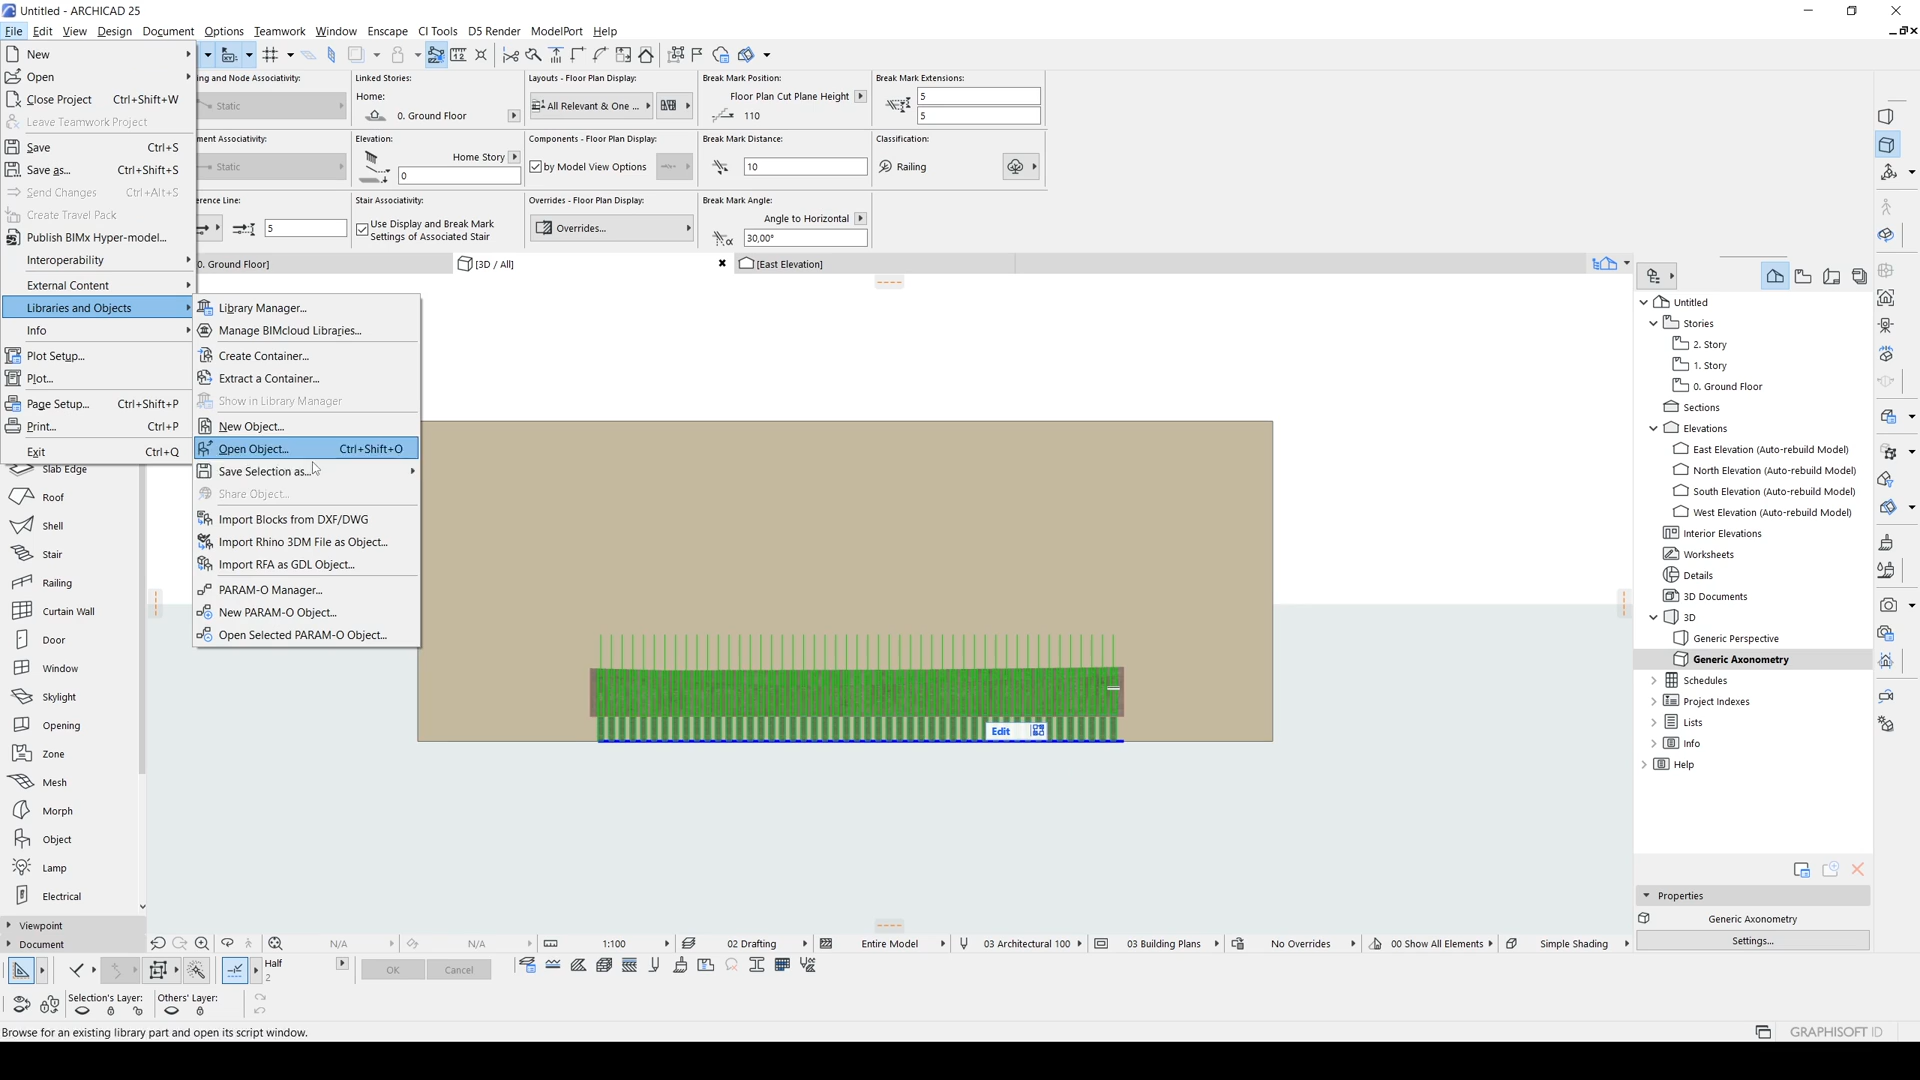 Untitled - ARCHICAD 25
File Edit View Design Document Options Teamwork Window Enscape CI Tools D5 Render ModelPort Help
New
Open
Close Project Ctrl+Shift+W
Leave Teamwork Project
Save Ctrl+S
Save as... Ctrl+Shift+S
Send Changes Ctrl+Alt+S
Create Travel Pack
Publish BIMx Hyper-model...
Interoperability
External Content
Libraries and Objects
Info
Plot Setup...
Plot...
Page Setup... Ctrl+Shift+P
Print... Ctrl+P
Exit Ctrl+Q
Library Manager...
Manage BIMcloud Libraries...
Create Container...
Extract a Container...
Show in Library Manager
New Object...
Open Object... Ctrl+Shift+O
Save Selection as...
Share Object...
Import Blocks from DXF/DWG
Import Rhino 3DM File as Object...
Import RFA as GDL Object...
PARAM-O Manager...
New PARAM-O Object...
Open Selected PARAM-O Object...
ing and Node Associativity:
Static
ment Associativity:
Static
erence Line:
5
Linked Stories:
Home:
0. Ground Floor
Elevation:
Home Story
0
Stair Associativity:
Use Display and Break Mark
Settings of Associated Stair
Layouts - Floor Plan Display:
All Relevant & One ...
Components - Floor Plan Display:
by Model View Options
Overrides - Floor Plan Display:
Overrides...
Break Mark Position:
Floor Plan Cut Plane Height
110
Break Mark Distance:
10
Break Mark Angle:
Angle to Horizontal
30,00°
Break Mark Extensions:
5
5
Classification:
Railing
0. Ground Floor]
[3D / All]
[East Elevation]
Slab Edge
Roof
Shell
Stair
Railing
Curtain Wall
Door
Window
Skylight
Opening
Zone
Mesh
Morph
Object
Lamp
Electrical
Viewpoint
Document
Edit
Untitled
Stories
2. Story
1. Story
0. Ground Floor
Sections
Elevations
East Elevation (Auto-rebuild Model)
North Elevation (Auto-rebuild Model)
South Elevation (Auto-rebuild Model)
West Elevation (Auto-rebuild Model)
Interior Elevations
Worksheets
Details
3D Documents
3D
Generic Perspective
Generic Axonometry
Schedules
Project Indexes
Lists
Info
Help
Properties
Generic Axonometry
Settings...
N/A N/A 1:100 02 Drafting Entire Model 03 Architectural 100 03 Building Plans No Overrides 00 Show All Elements Simple Shading
Half
2
OK Cancel
Selection's Layer: Others' Layer:
Browse for an existing library part and open its script window.
GRAPHISOFT ID